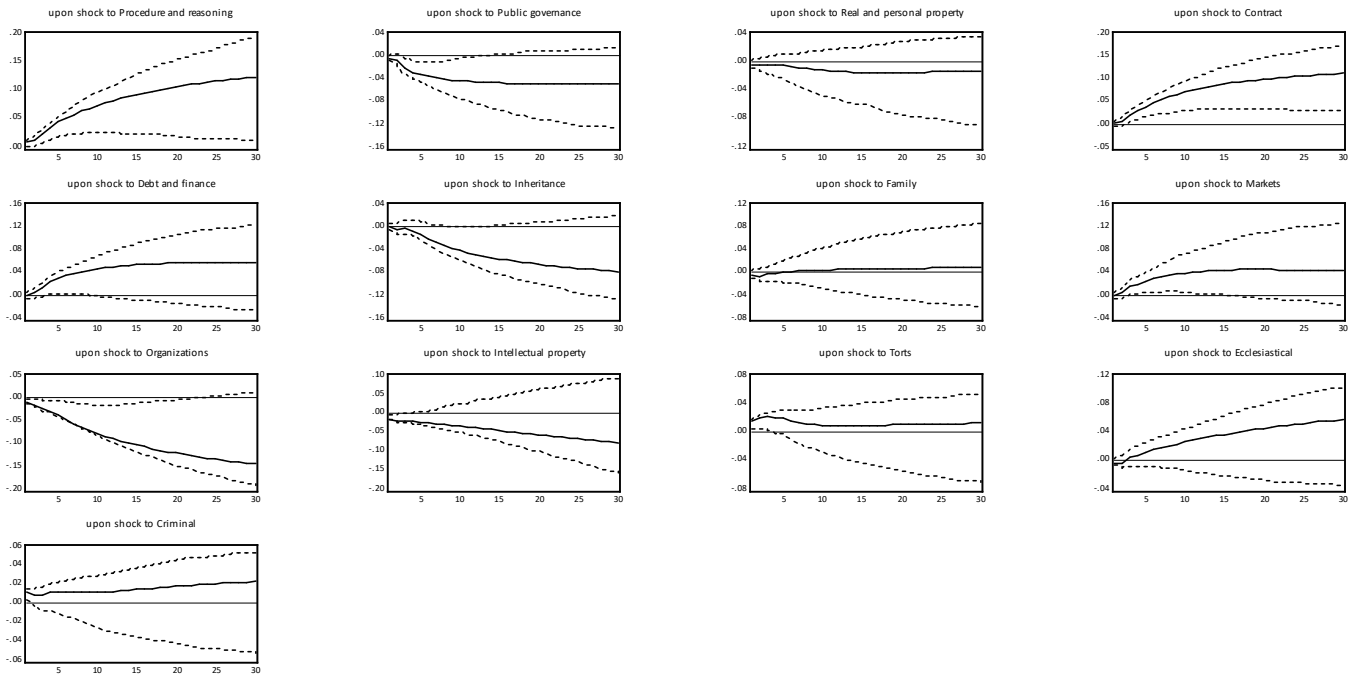 upon shock to Procedure and reasoning
.20
.15
.10
.05
.00
5 10 15 20 25 30
upon shock to Public governance
.04
.00
-.04
-.08
-.12
-.16
5 10 15 20 25 30
upon shock to Real and personal property
.04
.00
-.04
-.08
-.12
5 10 15 20 25 30
upon shock to Contract
.20
.15
.10
.05
.00
-.05
5 10 15 20 25 30
upon shock to Debt and finance
.16
.12
.08
.04
.00
-.04
5 10 15 20 25 30
upon shock to Inheritance
.04
.00
-.04
-.08
-.12
-.16
5 10 15 20 25 30
upon shock to Family
.12
.08
.04
.00
-.04
-.08
5 10 15 20 25 30
upon shock to Markets
.16
.12
.08
.04
.00
-.04
5 10 15 20 25 30
upon shock to Organizations
.05
.00
-.05
-.10
-.15
-.20
5 10 15 20 25 30
upon shock to Intellectual property
.10
.05
.00
-.05
-.10
-.15
-.20
5 10 15 20 25 30
upon shock to Torts
.08
.04
.00
-.04
-.08
5 10 15 20 25 30
upon shock to Ecclesiastical
.12
.08
.04
.00
-.04
5 10 15 20 25 30
upon shock to Criminal
.06
.04
.02
.00
-.02
-.04
-.06
5 10 15 20 25 30